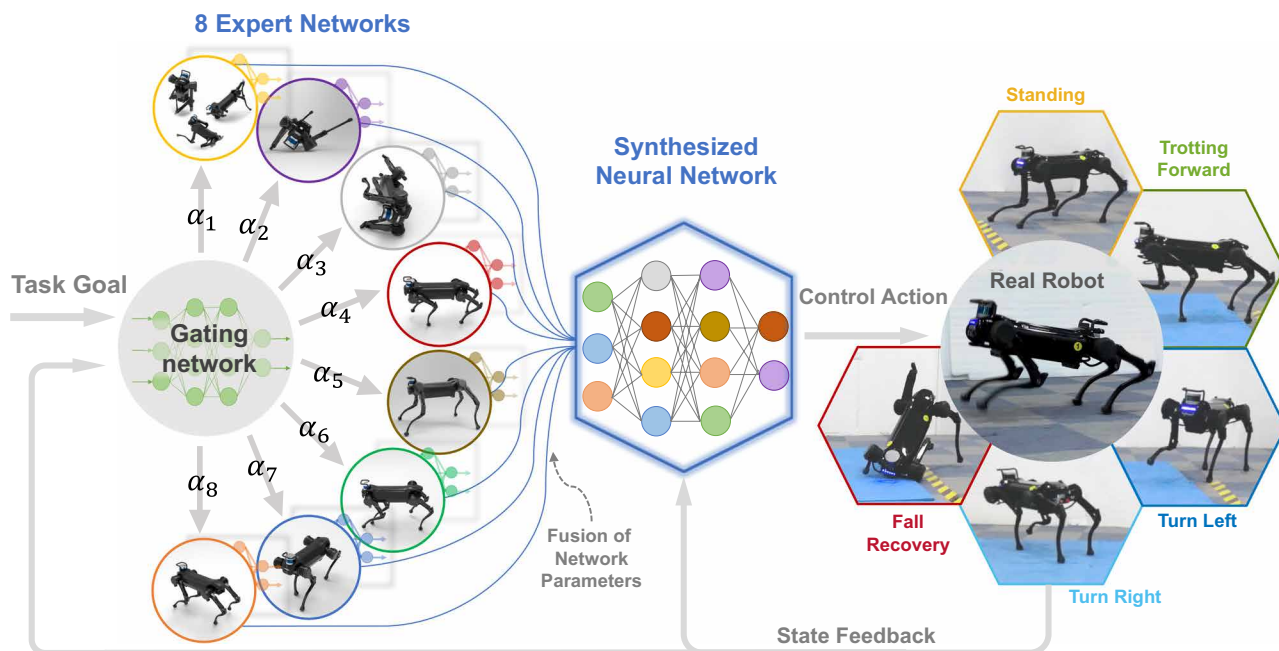 8 Expert Networks
Standing
Trotting
Forward
Synthesized
Neural Network
α₁
α₂
α₃
α₄
α₅
α₆
α₇
α₈
Task Goal
Gating
network
Control Action
Real Robot
Fusion of
Network
Parameters
Fall
Recovery
Turn Left
Turn Right
State Feedback